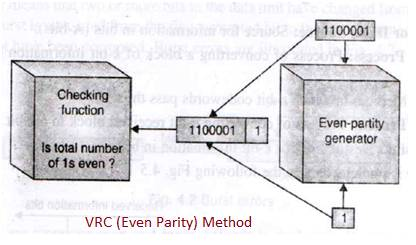 1100001
Checking
function
Is total number
of 1s even ?
1100001 1
Even-parity
generator
1
VRC (Even Parity) Method